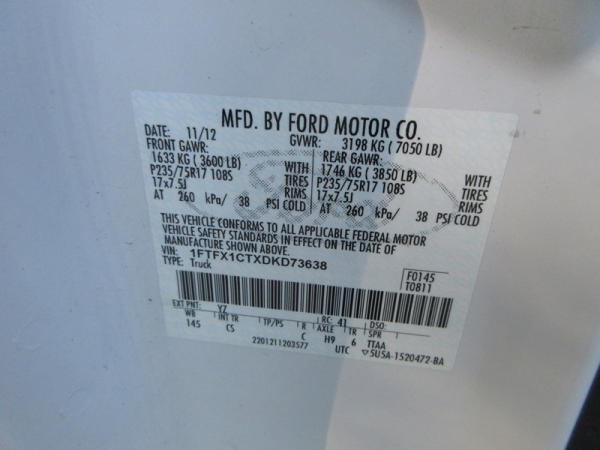 MFD. BY FORD MOTOR CO.
DATE: 11/12 GVWR: 3198 KG ( 7050 LB)
FRONT GAWR: REAR GAWR:
1633 KG ( 3600 LB) WITH 1746 KG ( 3850 LB) WITH
P235/75R17 108S TIRES P235/75R17 108S TIRES
17x7.5J RIMS 17x7.5J RIMS
AT 260 kPa/ 38 PSI COLD AT 260 kPa/ 38 PSI COLD
THIS VEHICLE CONFORMS TO ALL APPLICABLE FEDERAL MOTOR
VEHICLE SAFETY STANDARDS IN EFFECT ON THE DATE OF
MANUFACTURE SHOWN ABOVE.
VIN: 1FTFX1CTXDKD73638
TYPE: Truck
F0145
T0811
EXT PNT: YZ RC: 41 DSO:
WB INT TR TP/PS R AXLE TR SPR
145 CS C H9 6 TTAA
2201211203577 UTC ▽5U5A-1520472-BA